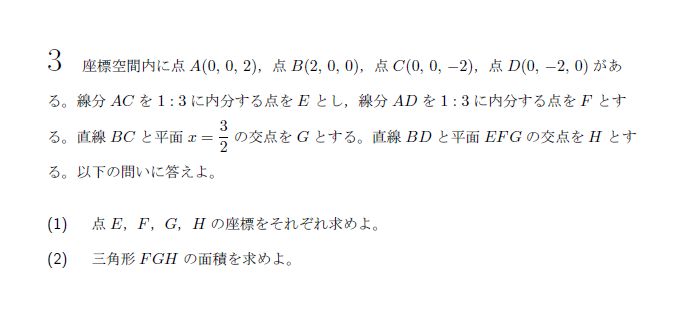 3 座標空間内に点 A(0, 0, 2), 点 B(2, 0, 0), 点 C(0, 0, −2), 点 D(0, −2, 0) があ
る。線分 AC を 1 : 3 に内分する点を E とし, 線分 AD を 1 : 3 に内分する点を F とす
る。直線 BC と平面 x = 3/2 の交点を G とする。直線 BD と平面 EFG の交点を H とす
る。以下の問いに答えよ。
(1) 点 E, F, G, H の座標をそれぞれ求めよ。
(2) 三角形 FGH の面積を求めよ。